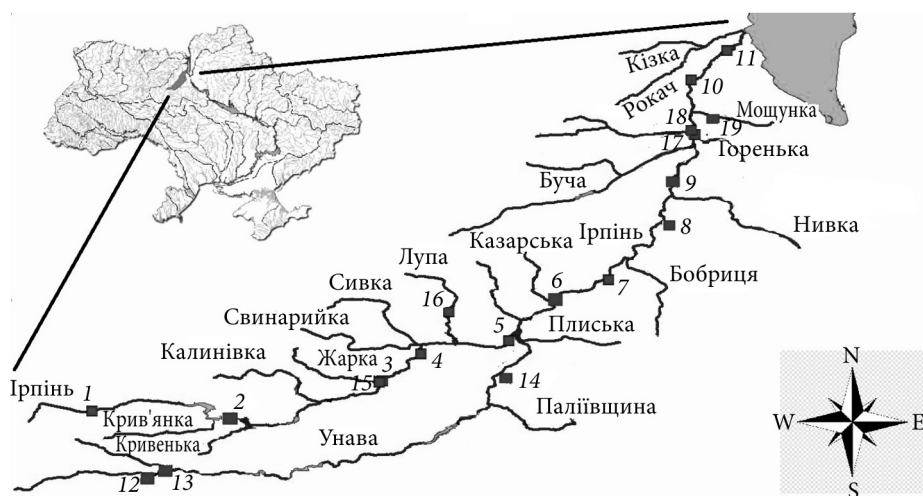 Кізка
11
10
Рокач
Мощунка
18
19
17
Горенька
Буча
9
Нивка
Казарська
Ірпінь
8
Лупа
Бобриця
Сивка
6
7
16
Свинарийка
5
Плиська
Калинівка
Жарка
3
4
15
14
Ірпінь
1
2
Крив'янка
Паліївщина
Кривенька
Унава
12
13
N
W
E
S